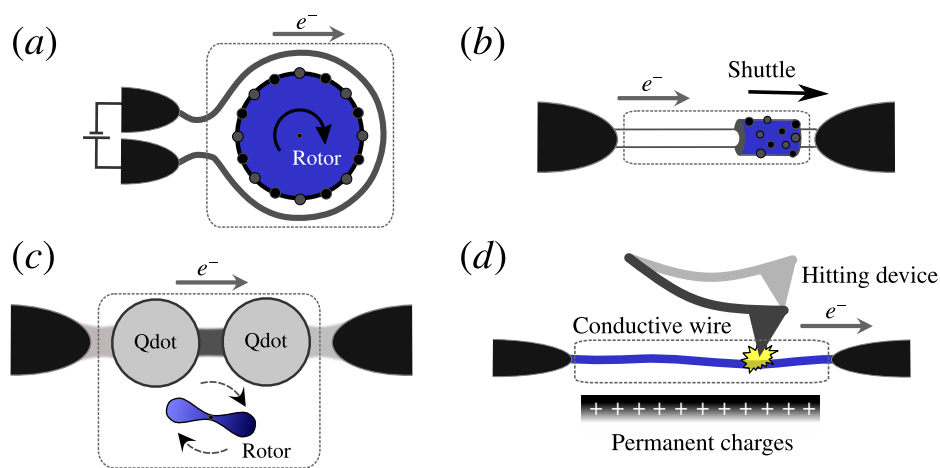 (a)
e⁻
Rotor
(b)
e⁻
Shuttle
(c)
e⁻
Qdot
Qdot
Rotor
(d)
Hitting device
e⁻
Conductive wire
+ + + + + + + + + + +
Permanent charges